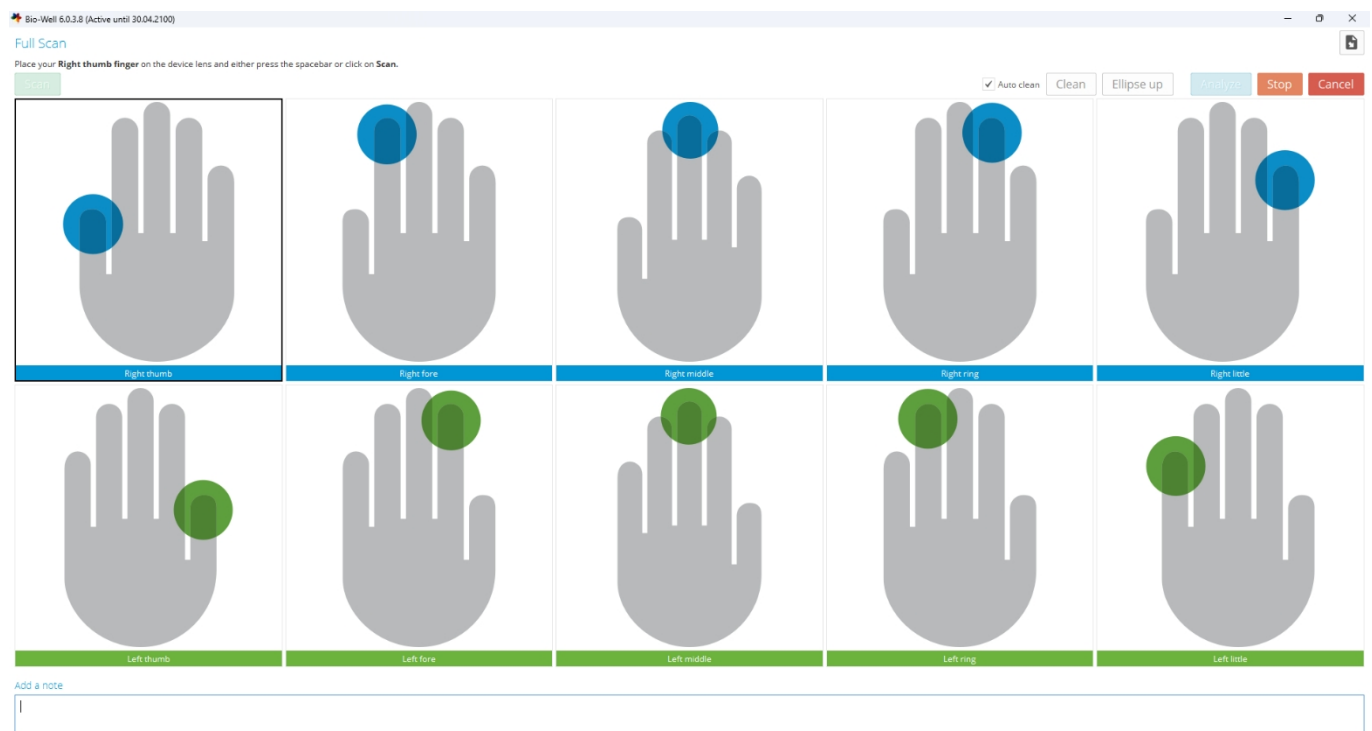 Bio-Well 6.0.3.8 (Active until 30.04.2100)
Full Scan
Place your Right thumb finger on the device lens and either press the spacebar or click on Scan.
Scan Auto clean Clean Ellipse up Analyze Stop Cancel
Right thumb Right fore Right middle Right ring Right little
Left thumb Left fore Left middle Left ring Left little
Add a note